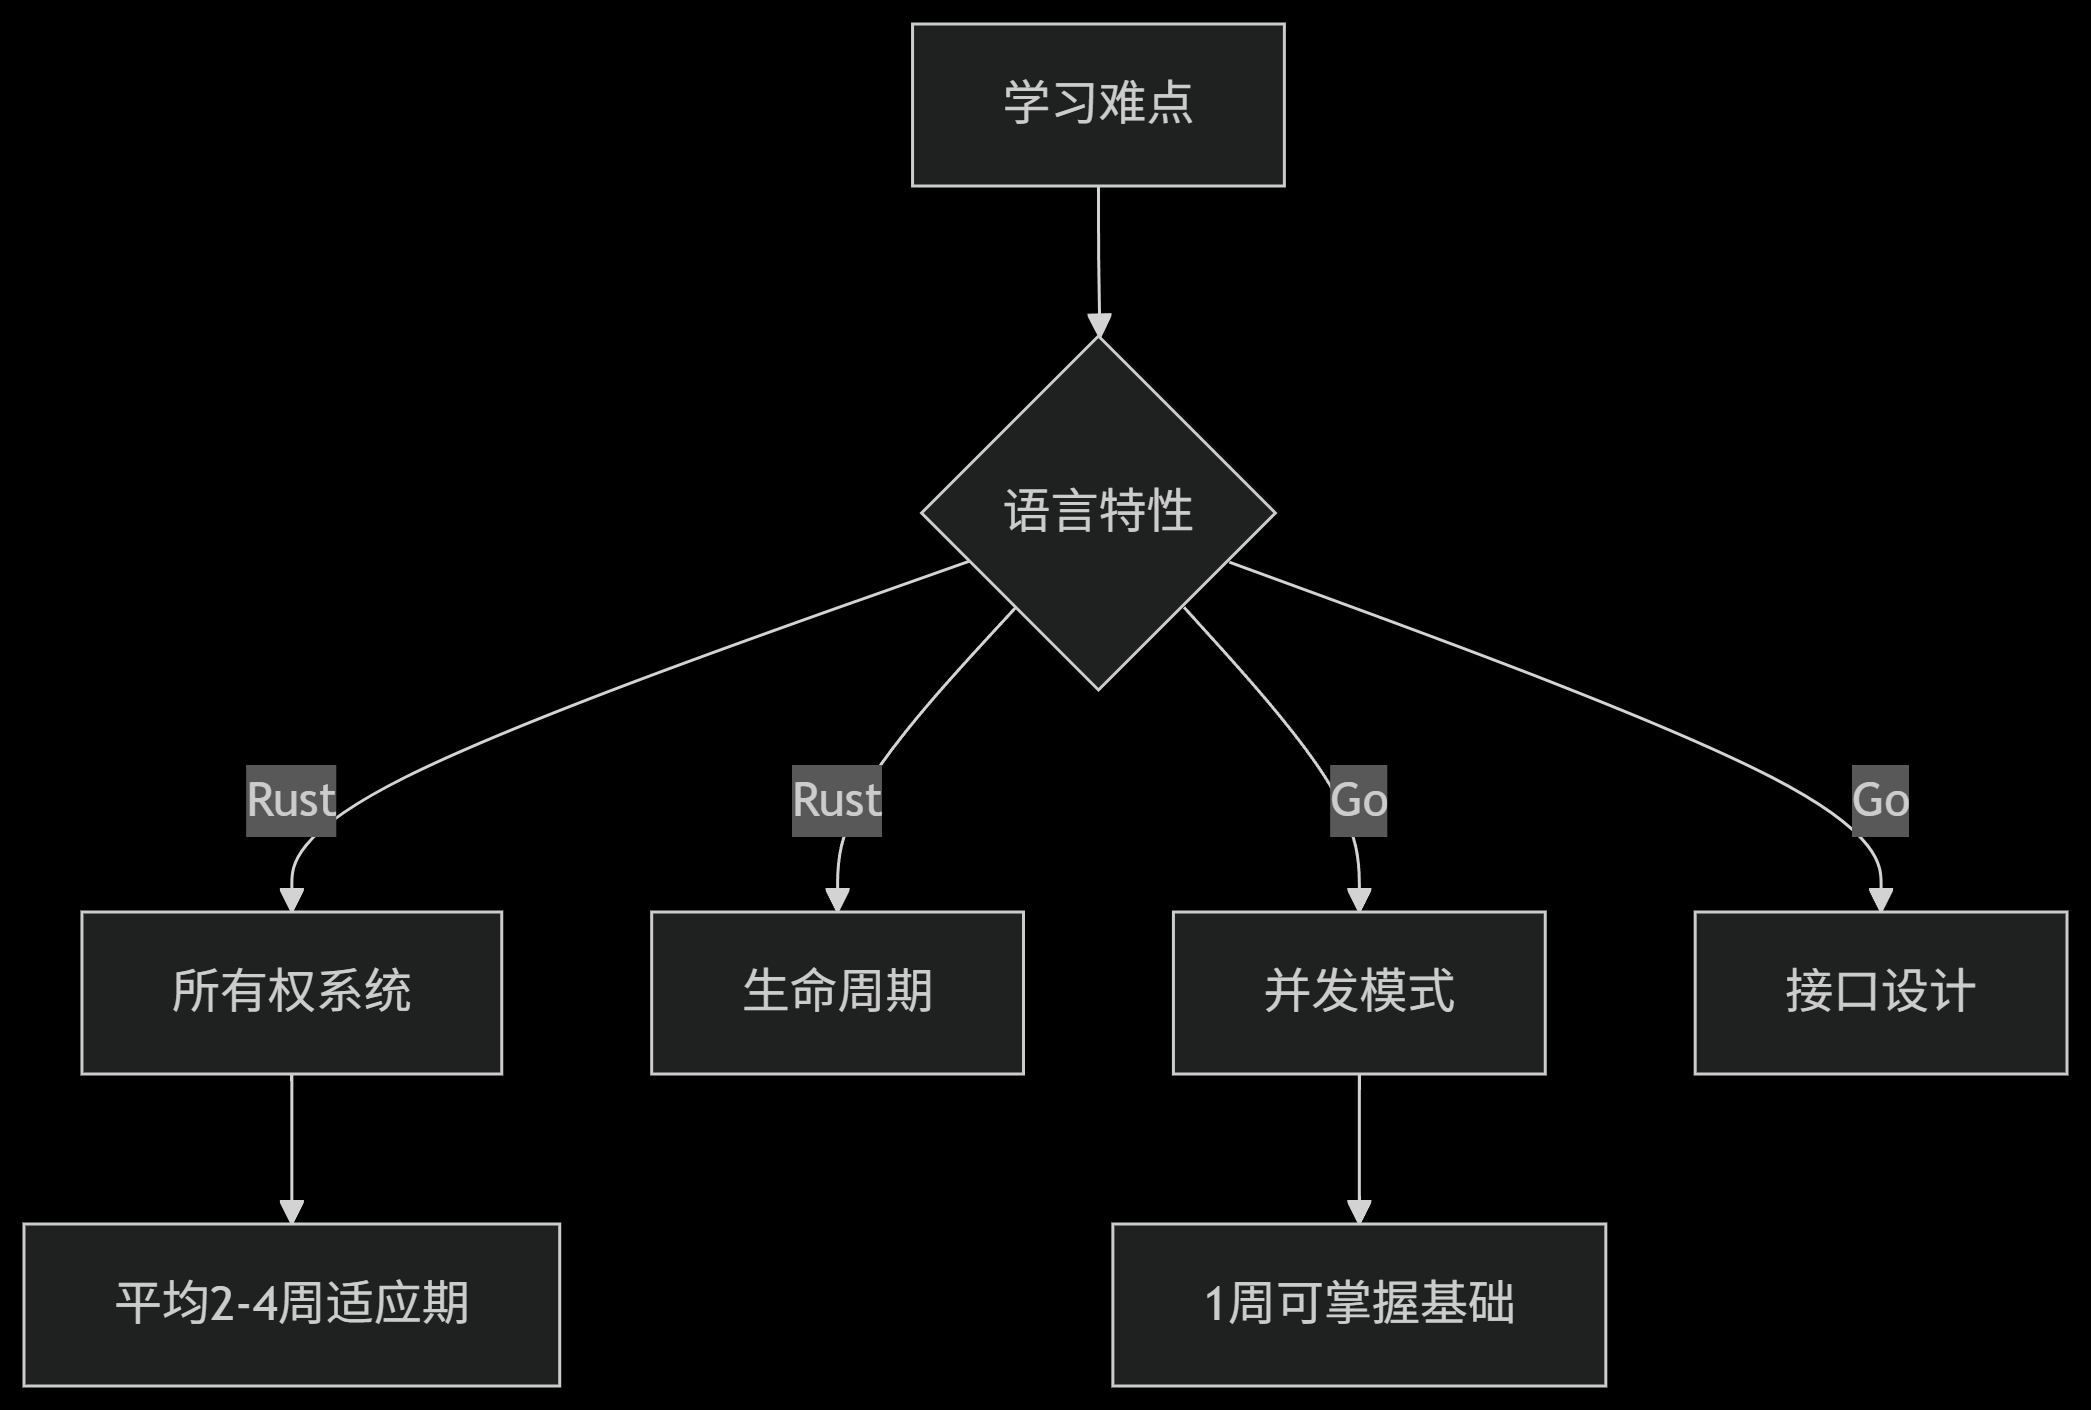 学习难点
语言特性
Rust
Rust
Go
Go
所有权系统
生命周期
并发模式
接口设计
平均2-4周适应期
1周可掌握基础